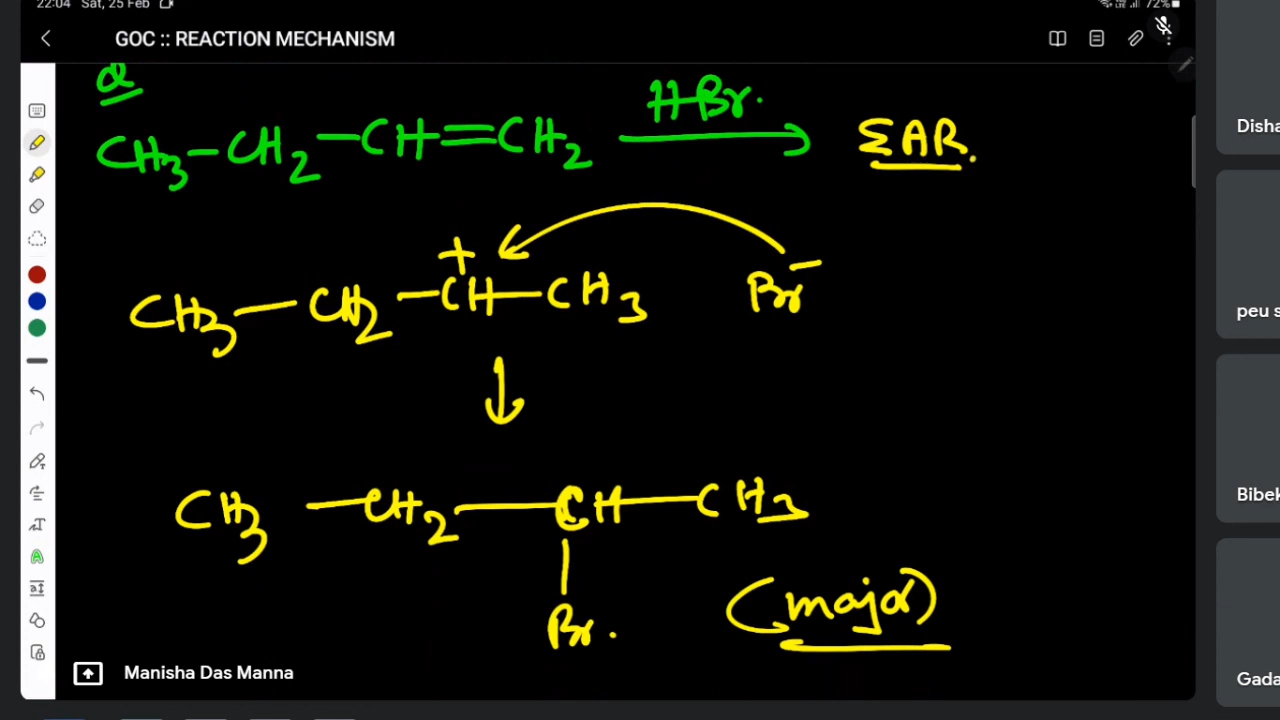 22:04 Sat, 25 Feb 72%
GOC :: REACTION MECHANISM
Q
CH3-CH2-CH=CH2 HBr. EAR.
+
CH3-CH2-CH-CH3 Br-
CH3-CH2-CH-CH3
Br.
(major)
Manisha Das Manna
Disha
peu s
Bibek
Gada